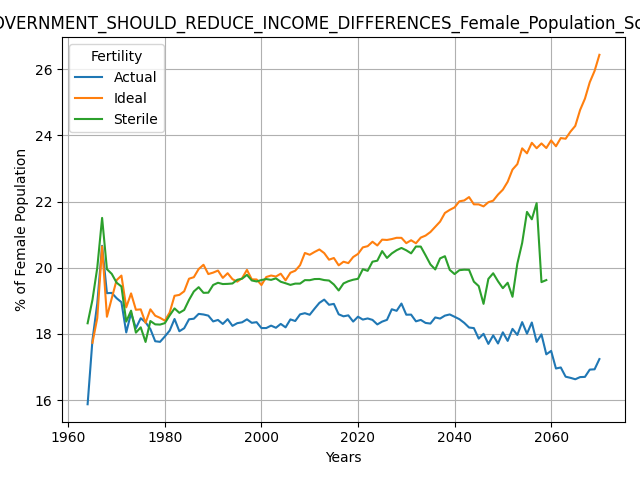 OVERNMENT_SHOULD_REDUCE_INCOME_DIFFERENCES_Female_Population_Sc
Fertility
Actual
Ideal
Sterile
26
24
22
20
18
16
% of Female Population
1960
1980
2000
2020
2040
2060
Years